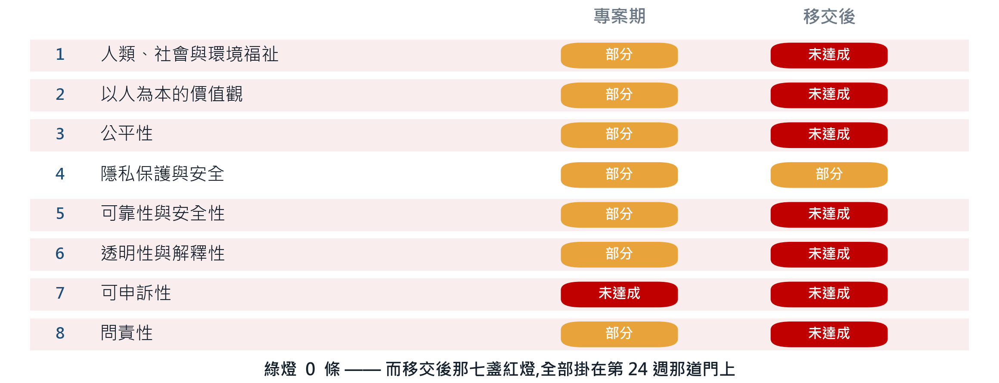 專案期 移交後
1 人類、社會與環境福祉 部分 未達成
2 以人為本的價值觀 部分 未達成
3 公平性 部分 未達成
4 隱私保護與安全 部分 部分
5 可靠性與安全性 部分 未達成
6 透明性與解釋性 部分 未達成
7 可申訴性 未達成 未達成
8 問責性 部分 未達成
綠燈 0 條 —— 而移交後那七盞紅燈,全部掛在第 24 週那道門上